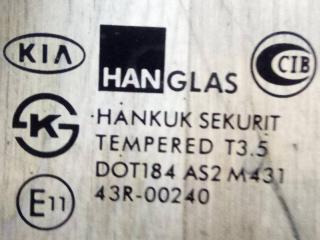 KIA
HANGLAS
CIB
K
HANKUK SEKURIT
TEMPERED T3.5
DOT184 AS2 M431
E11
43R-00240